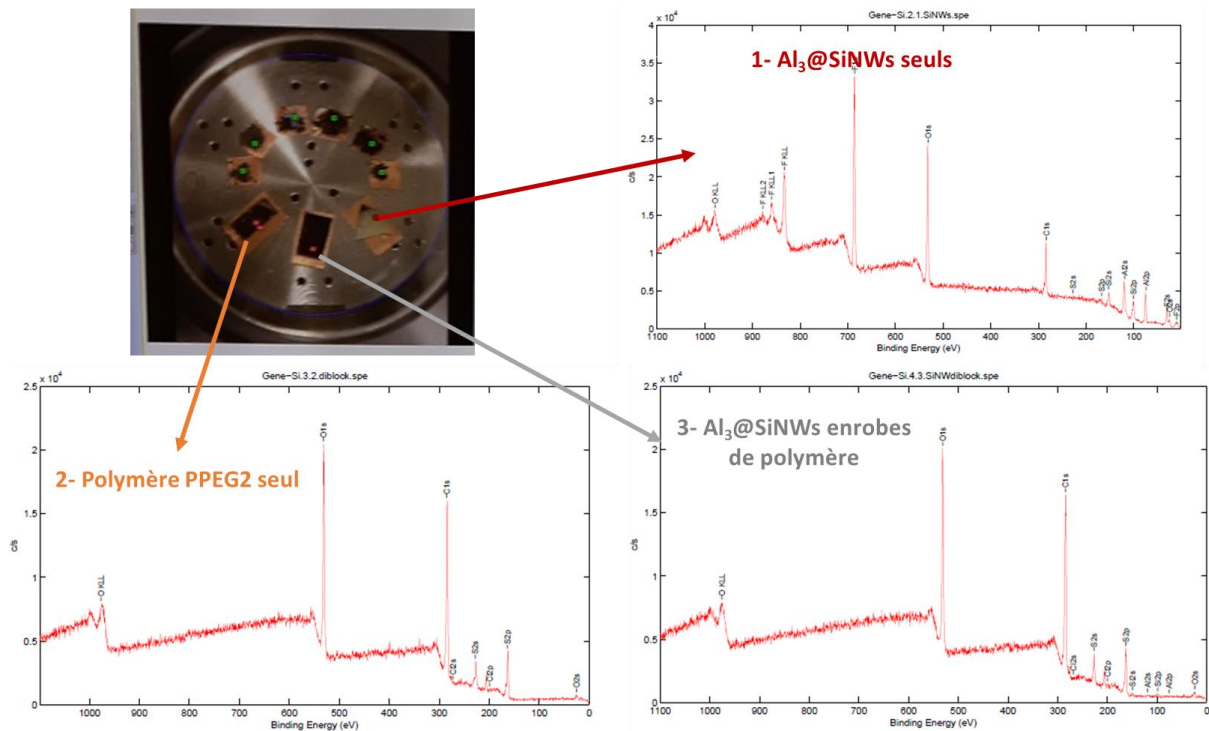 Gene-Si.2.1.SiNWs.spe
x 10⁴
1- Al₃@SiNWs seuls
4
3.5
3
2.5
2
1.5
1
0.5
0
c/s
-O KLL
-F KLL2
-F KLL1
-F KLL
-O1s
-C1s
-S2s
-S2p
-Si2s
-Al2s
-Si2p
-Al2p
-F2s
-O2s
-F2p
1100 1000 900 800 700 600 500 400 300 200 100
Binding Energy (eV)
Gene-Si.3.2.diblock.spe
x 10⁴
2- Polymère PPEG2 seul
2.5
2
1.5
1
0.5
0
c/s
-O KLL
-O1s
-C1s
-Cl2s
-S2s
-Cl2p
-S2p
-O2s
1000 900 800 700 600 500 400 300 200 100 0
Binding Energy (eV)
Gene-Si.4.3.SiNWdiblock.spe
x 10⁴
3- Al₃@SiNWs enrobes
de polymère
2.5
2
1.5
1
0.5
0
c/s
-O KLL
-O1s
-C1s
-Cl2s
-S2s
-Cl2p
-S2p
-Si2s
-Al2s
-Si2p
-Al2p
-O2s
1100 1000 900 800 700 600 500 400 300 200 100 0
Binding Energy (eV)